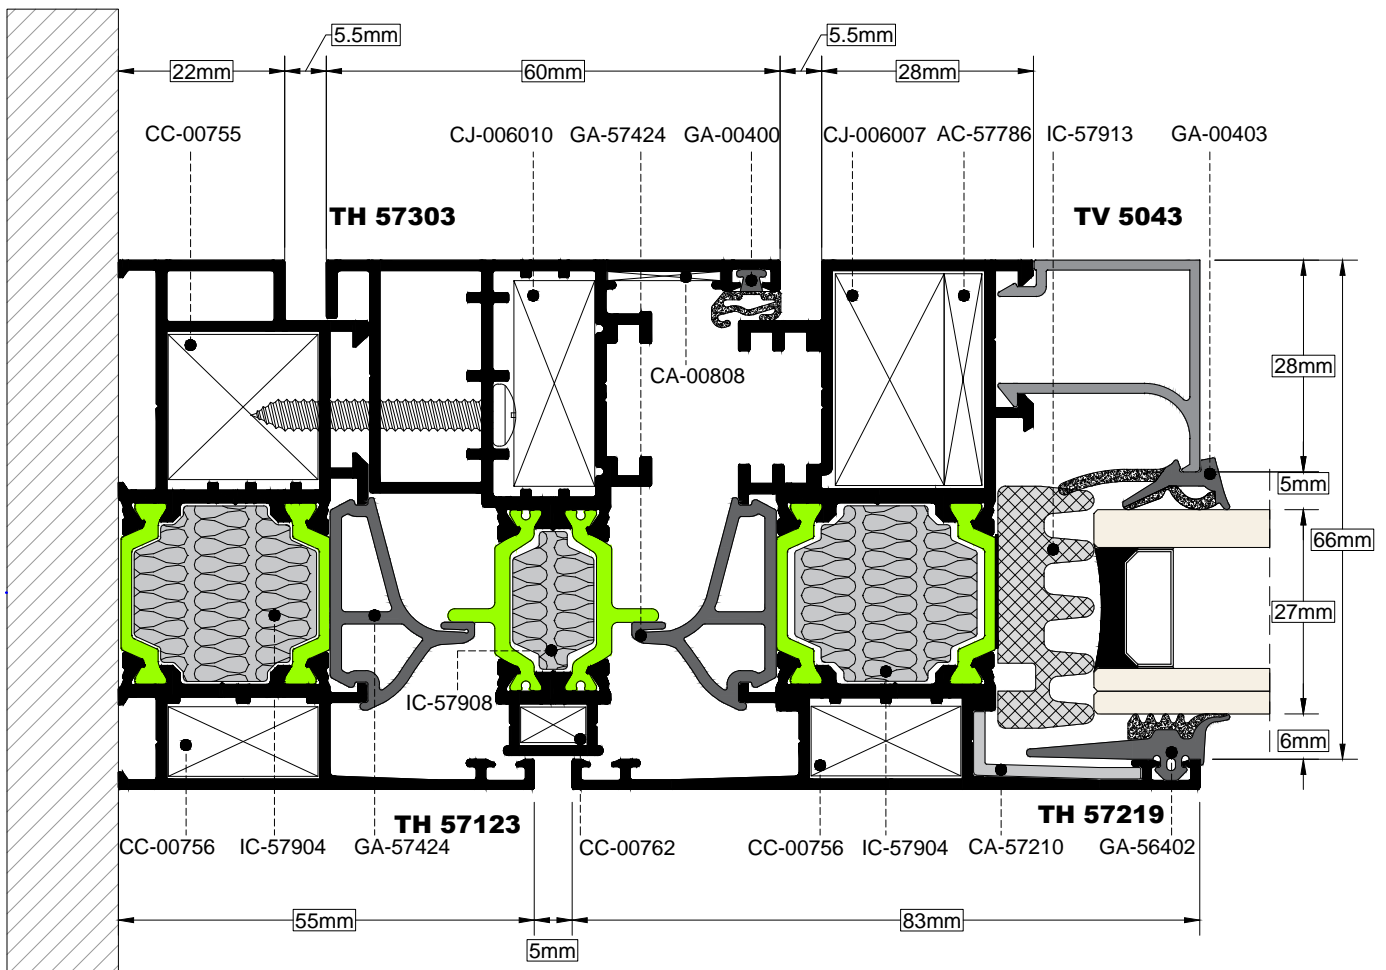 5.5mm 5.5mm
22mm 60mm 28mm
CC-00755 CJ-006010 GA-57424 GA-00400 CJ-006007 AC-57786 IC-57913 GA-00403
TH 57303 TV 5043
CA-00808
28mm
5mm
66mm
27mm
IC-57908
6mm
TH 57123 TH 57219
CC-00756 IC-57904 GA-57424 CC-00762 CC-00756 IC-57904 CA-57210 GA-56402
55mm 83mm
5mm